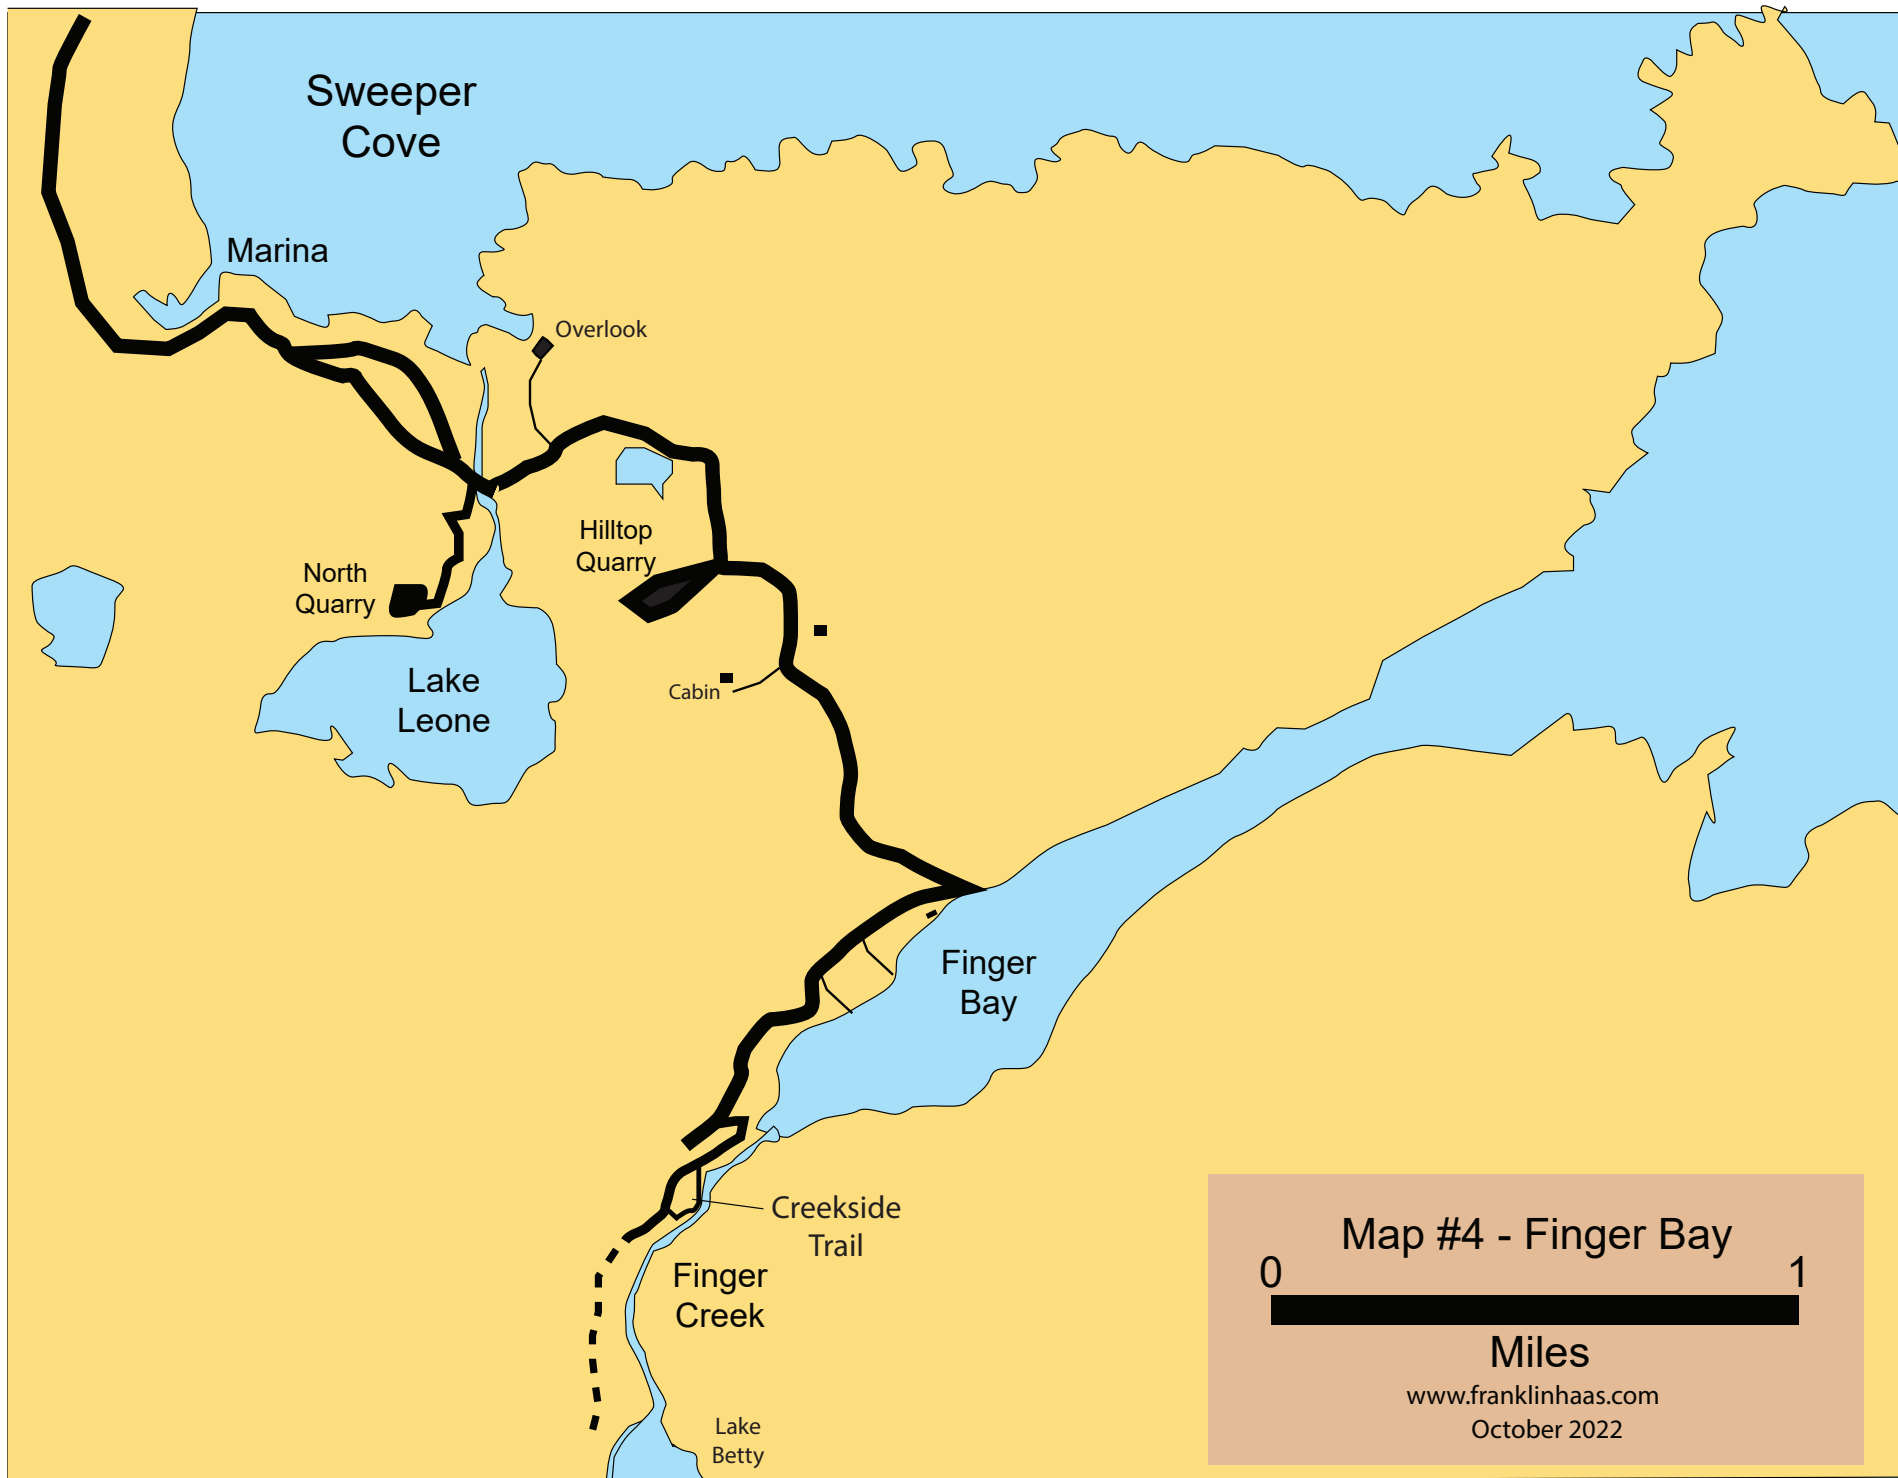 Sweeper
Cove
Marina
Overlook
Hilltop
Quarry
North
Quarry
Lake
Leone
Cabin
Finger
Bay
Creekside
Trail
Finger
Creek
Lake
Betty
Map #4 - Finger Bay
0 1
Miles
www.franklinhaas.com
October 2022